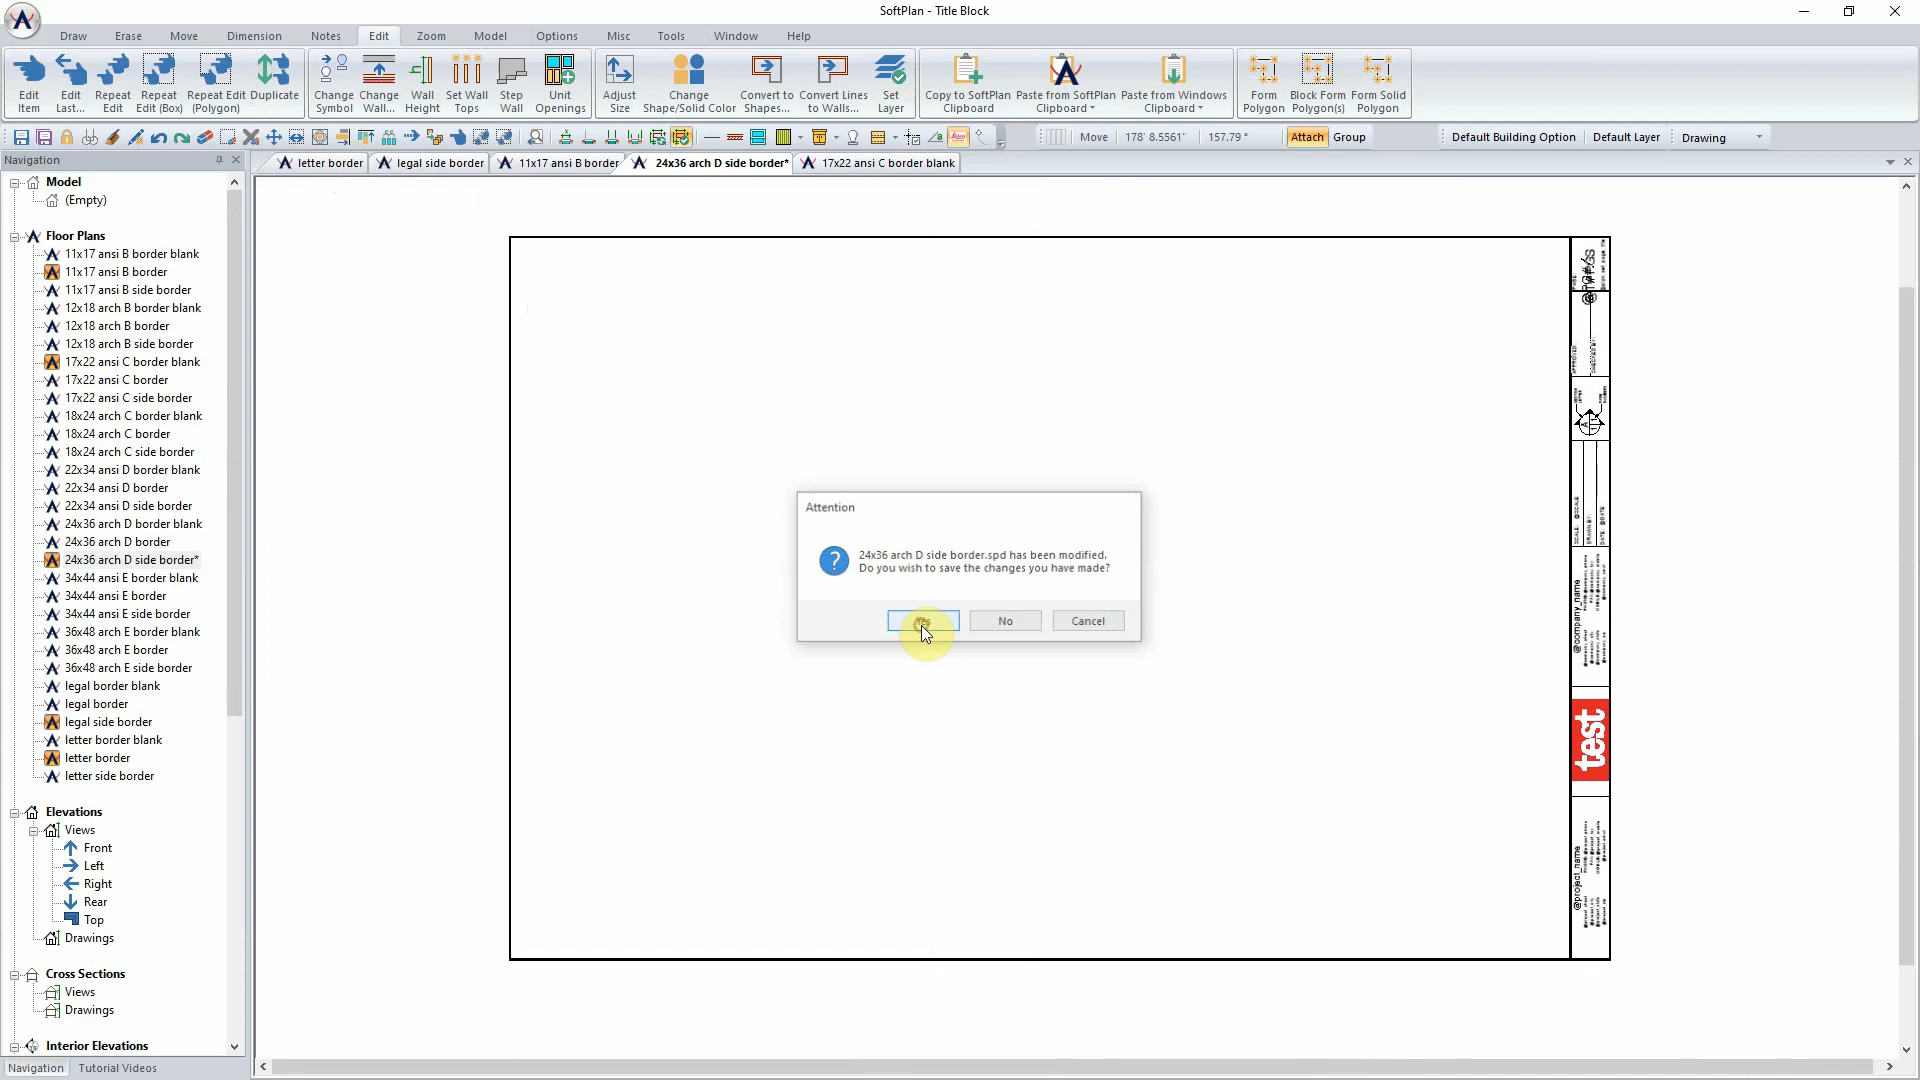 SoftPlan - Title Block
Draw Erase Move Dimension Notes Edit Zoom Model Options Misc Tools Window Help
Edit Item
Edit Last...
Repeat Edit
Repeat Edit (Box)
Repeat Edit (Polygon)
Duplicate
Change Symbol
Change Wall...
Wall Height
Set Wall Tops
Step Wall
Unit Openings
Adjust Size
Change Shape/Solid Color
Convert to Shapes...
Convert Lines to Walls...
Set Layer
Copy to SoftPlan Clipboard
Paste from SoftPlan Clipboard
Paste from Windows Clipboard
Form Polygon
Block Form Polygon(s)
Form Solid Polygon
Move 178' 8.5561" 157.79 ° Attach Group Default Building Option Default Layer Drawing
Navigation
letter border legal side border 11x17 ansi B border 24x36 arch D side border* 17x22 ansi C border blank
Model
(Empty)
Floor Plans
11x17 ansi B border blank
11x17 ansi B border
11x17 ansi B side border
12x18 arch B border blank
12x18 arch B border
12x18 arch B side border
17x22 ansi C border blank
17x22 ansi C border
17x22 ansi C side border
18x24 arch C border blank
18x24 arch C border
18x24 arch C side border
22x34 ansi D border blank
22x34 ansi D border
22x34 ansi D side border
24x36 arch D border blank
24x36 arch D border
24x36 arch D side border*
34x44 ansi E border blank
34x44 ansi E border
34x44 ansi E side border
36x48 arch E border blank
36x48 arch E border
36x48 arch E side border
legal border blank
legal border
legal side border
letter border blank
letter border
letter side border
Elevations
Views
Front
Left
Right
Rear
Top
Drawings
Cross Sections
Views
Drawings
Interior Elevations
Navigation Tutorial Videos
Attention
24x36 arch D side border.spd has been modified.
Do you wish to save the changes you have made?
Yes No Cancel
APPROVED
SCALE: @SCALE
DRAWN BY:
DATE: @DATE
@company_name
test
@project_name